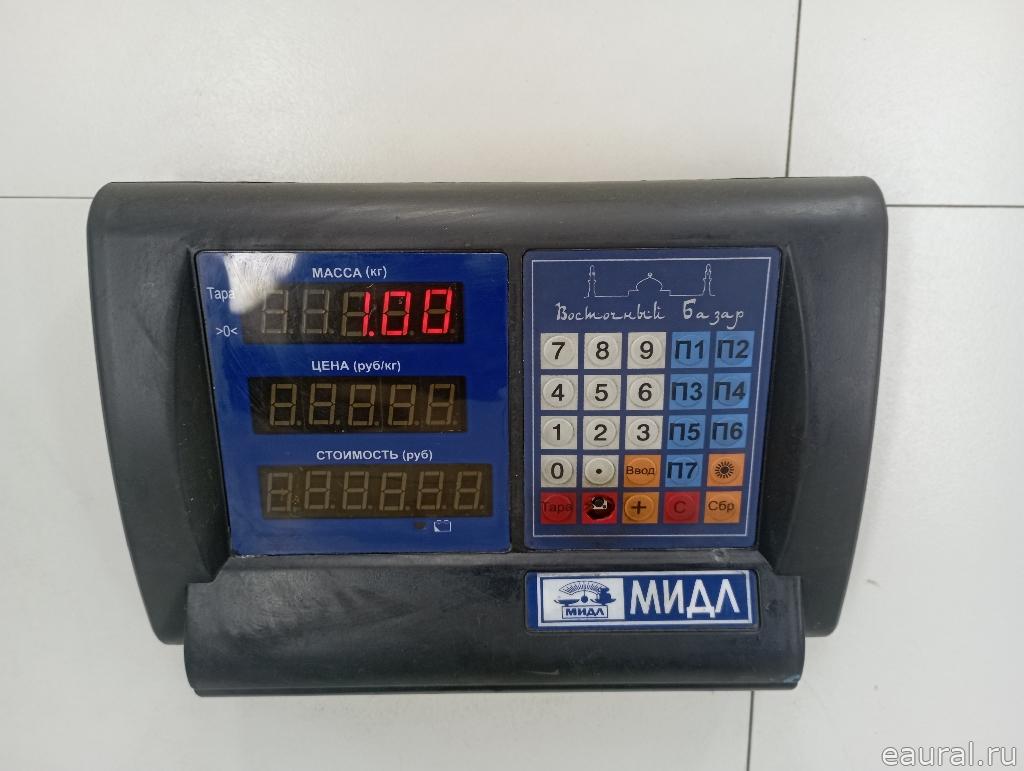 МАССА (кг)
Тара
1.00
>0<
ЦЕНА (руб/кг)
СТОИМОСТЬ (руб)
Восточный Базар
7 8 9 П1 П2
4 5 6 П3 П4
1 2 3 П5 П6
0 . Ввод П7
Тара + С Сбр
МИДЛ
МИДЛ
eaural.ru